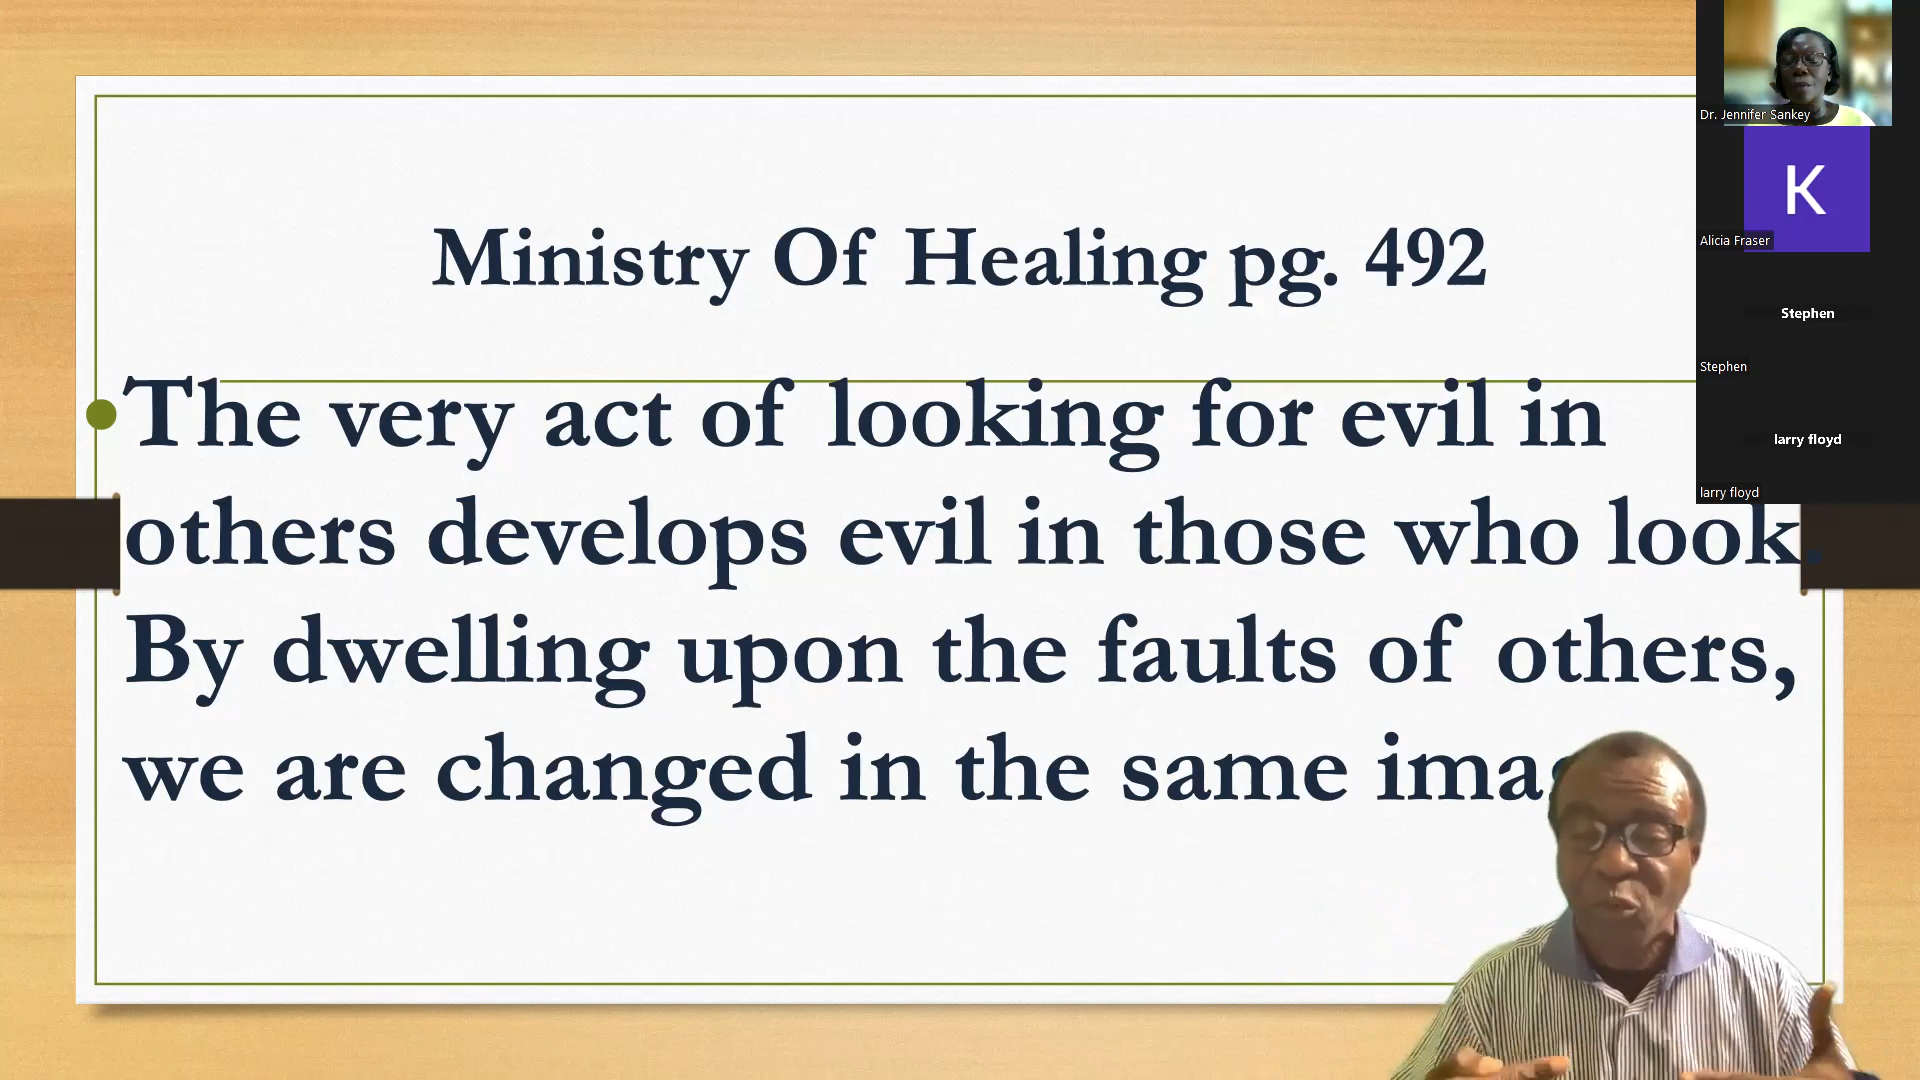 Ministry Of Healing pg. 492
The very act of looking for evil in
others develops evil in those who look.
By dwelling upon the faults of others,
we are changed in the same
Dr. Jennifer Sankey
K
Alicia Fraser
Stephen
Stephen
larry floyd
larry floyd